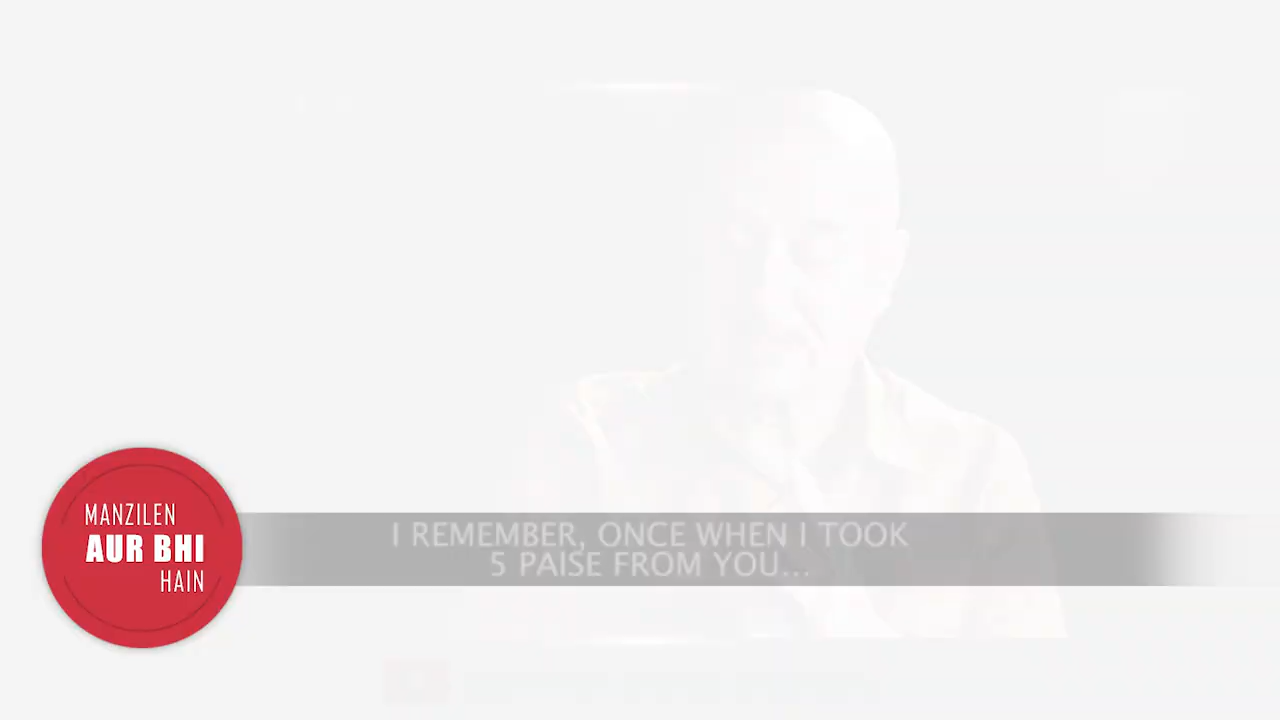 MANZILEN
AUR BHI
HAIN
I REMEMBER, ONCE WHEN I TOOK
5 PAISE FROM YOU...